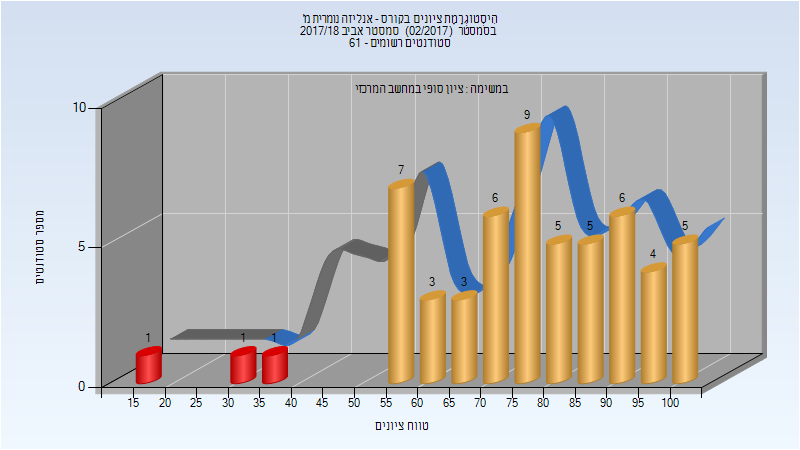 היסטוגרמת ציונים בקורס - אנליזה נומרית מ'
בסמסטר (02/2017) סמסטר אביב 2017/18
סטודנטים רשומים - 61
במשימה : ציון סופי במחשב המרכזי
מספר סטודנטים
10
5
0
1
1
1
7
3
3
6
9
5
5
6
4
5
15 20 25 30 35 40 45 50 55 60 65 70 75 80 85 90 95 100
טווח ציונים